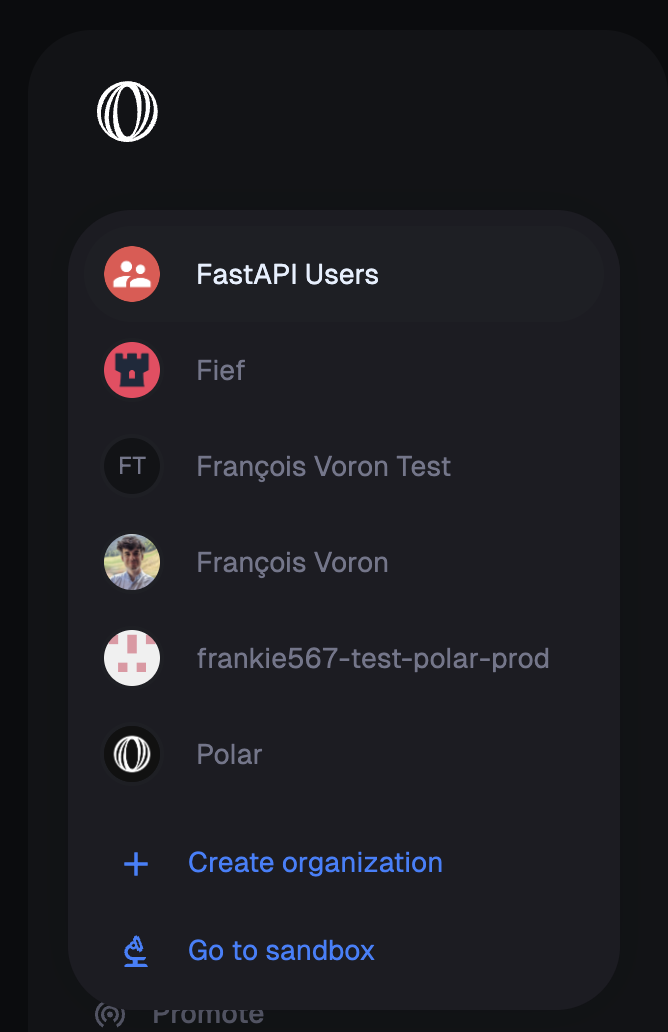 FastAPI Users
Fief
FT
François Voron Test
François Voron
frankie567-test-polar-prod
Polar
Create organization
Go to sandbox
Promote